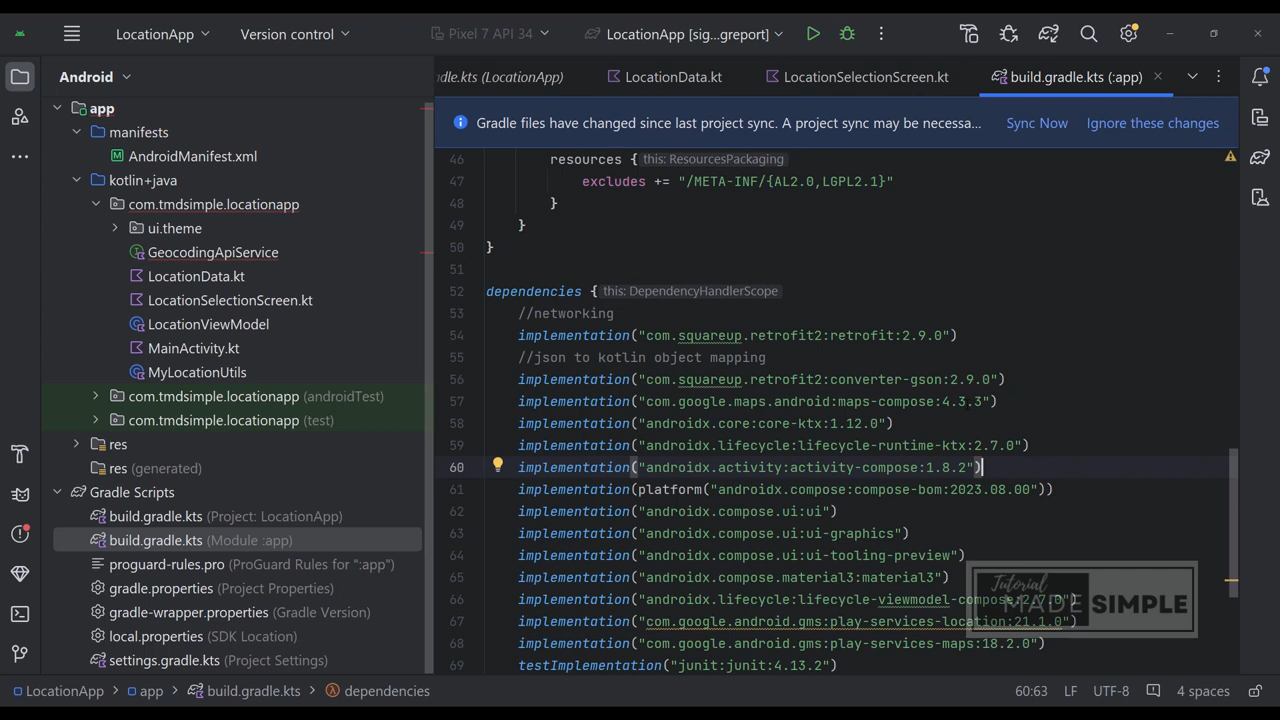 LocationApp
Version control
Pixel 7 API 34
LocationApp [sig...greport]
Android
dle.kts (LocationApp)
LocationData.kt
LocationSelectionScreen.kt
build.gradle.kts (:app)
Gradle files have changed since last project sync. A project sync may be necessa...
Sync Now
Ignore these changes
app
manifests
AndroidManifest.xml
kotlin+java
com.tmdsimple.locationapp
ui.theme
GeocodingApiService
LocationData.kt
LocationSelectionScreen.kt
LocationViewModel
MainActivity.kt
MyLocationUtils
com.tmdsimple.locationapp (androidTest)
com.tmdsimple.locationapp (test)
res
res (generated)
Gradle Scripts
build.gradle.kts (Project: LocationApp)
build.gradle.kts (Module :app)
proguard-rules.pro (ProGuard Rules for ":app")
gradle.properties (Project Properties)
gradle-wrapper.properties (Gradle Version)
local.properties (SDK Location)
settings.gradle.kts (Project Settings)
46 resources { this: ResourcesPackaging
47 excludes += "/META-INF/{AL2.0,LGPL2.1}"
48 }
49 }
50 }
51
52 dependencies { this: DependencyHandlerScope
53 //networking
54 implementation("com.squareup.retrofit2:retrofit:2.9.0")
55 //json to kotlin object mapping
56 implementation("com.squareup.retrofit2:converter-gson:2.9.0")
57 implementation("com.google.maps.android:maps-compose:4.3.3")
58 implementation("androidx.core:core-ktx:1.12.0")
59 implementation("androidx.lifecycle:lifecycle-runtime-ktx:2.7.0")
60 implementation("androidx.activity:activity-compose:1.8.2")
61 implementation(platform("androidx.compose:compose-bom:2023.08.00"))
62 implementation("androidx.compose.ui:ui")
63 implementation("androidx.compose.ui:ui-graphics")
64 implementation("androidx.compose.ui:ui-tooling-preview")
65 implementation("androidx.compose.material3:material3")
66 implementation("androidx.lifecycle:lifecycle-viewmodel-compose:2.7.0")
67 implementation("com.google.android.gms:play-services-location:21.1.0")
68 implementation("com.google.android.gms:play-services-maps:18.2.0")
69 testImplementation("junit:junit:4.13.2")
Tutorial
MADE SIMPLE
LocationApp > app > build.gradle.kts > dependencies
60:63
LF
UTF-8
4 spaces